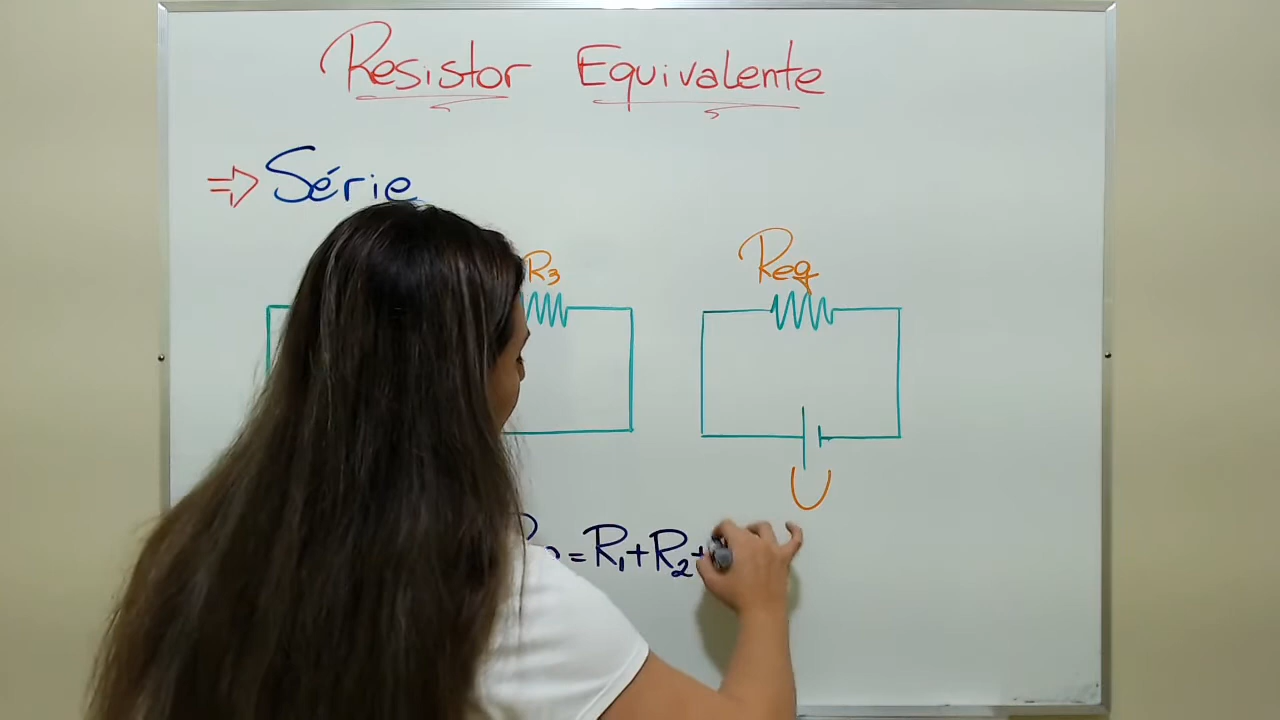 Resistor Equivalente
⇒ Série
R3 Req
U
= R1 + R2 +